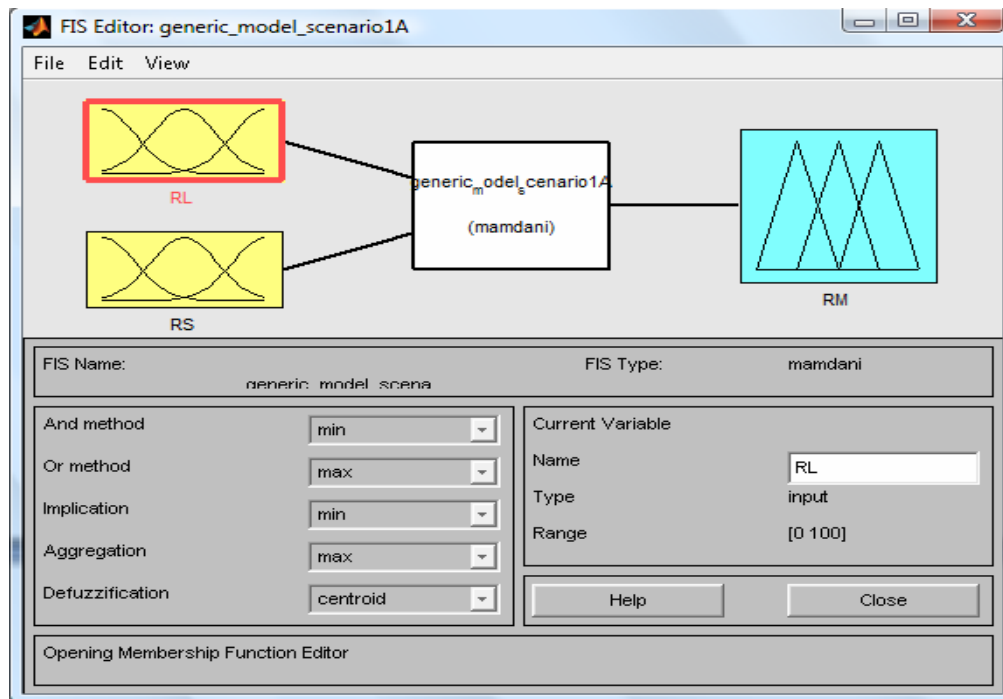 FIS Editor: generic_model_scenario1A
File Edit View
RL
generic_model_scenario1A
(mamdani)
RS
RM
FIS Name:
generic_model_scena
FIS Type: mamdani
And method min
Or method max
Implication min
Aggregation max
Defuzzification centroid
Current Variable
Name RL
Type input
Range [0 100]
Help Close
Opening Membership Function Editor